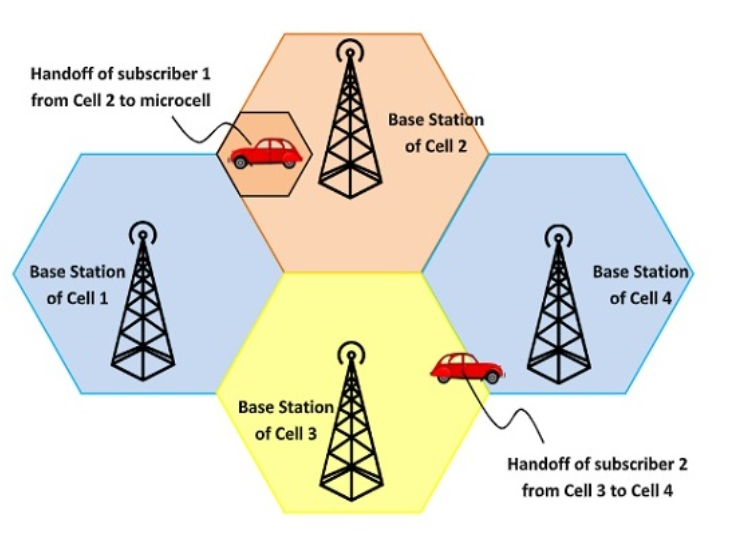 Handoff of subscriber 1
from Cell 2 to microcell
Base Station
of Cell 2
Base Station
of Cell 1
Base Station
of Cell 4
Base Station
of Cell 3
Handoff of subscriber 2
from Cell 3 to Cell 4